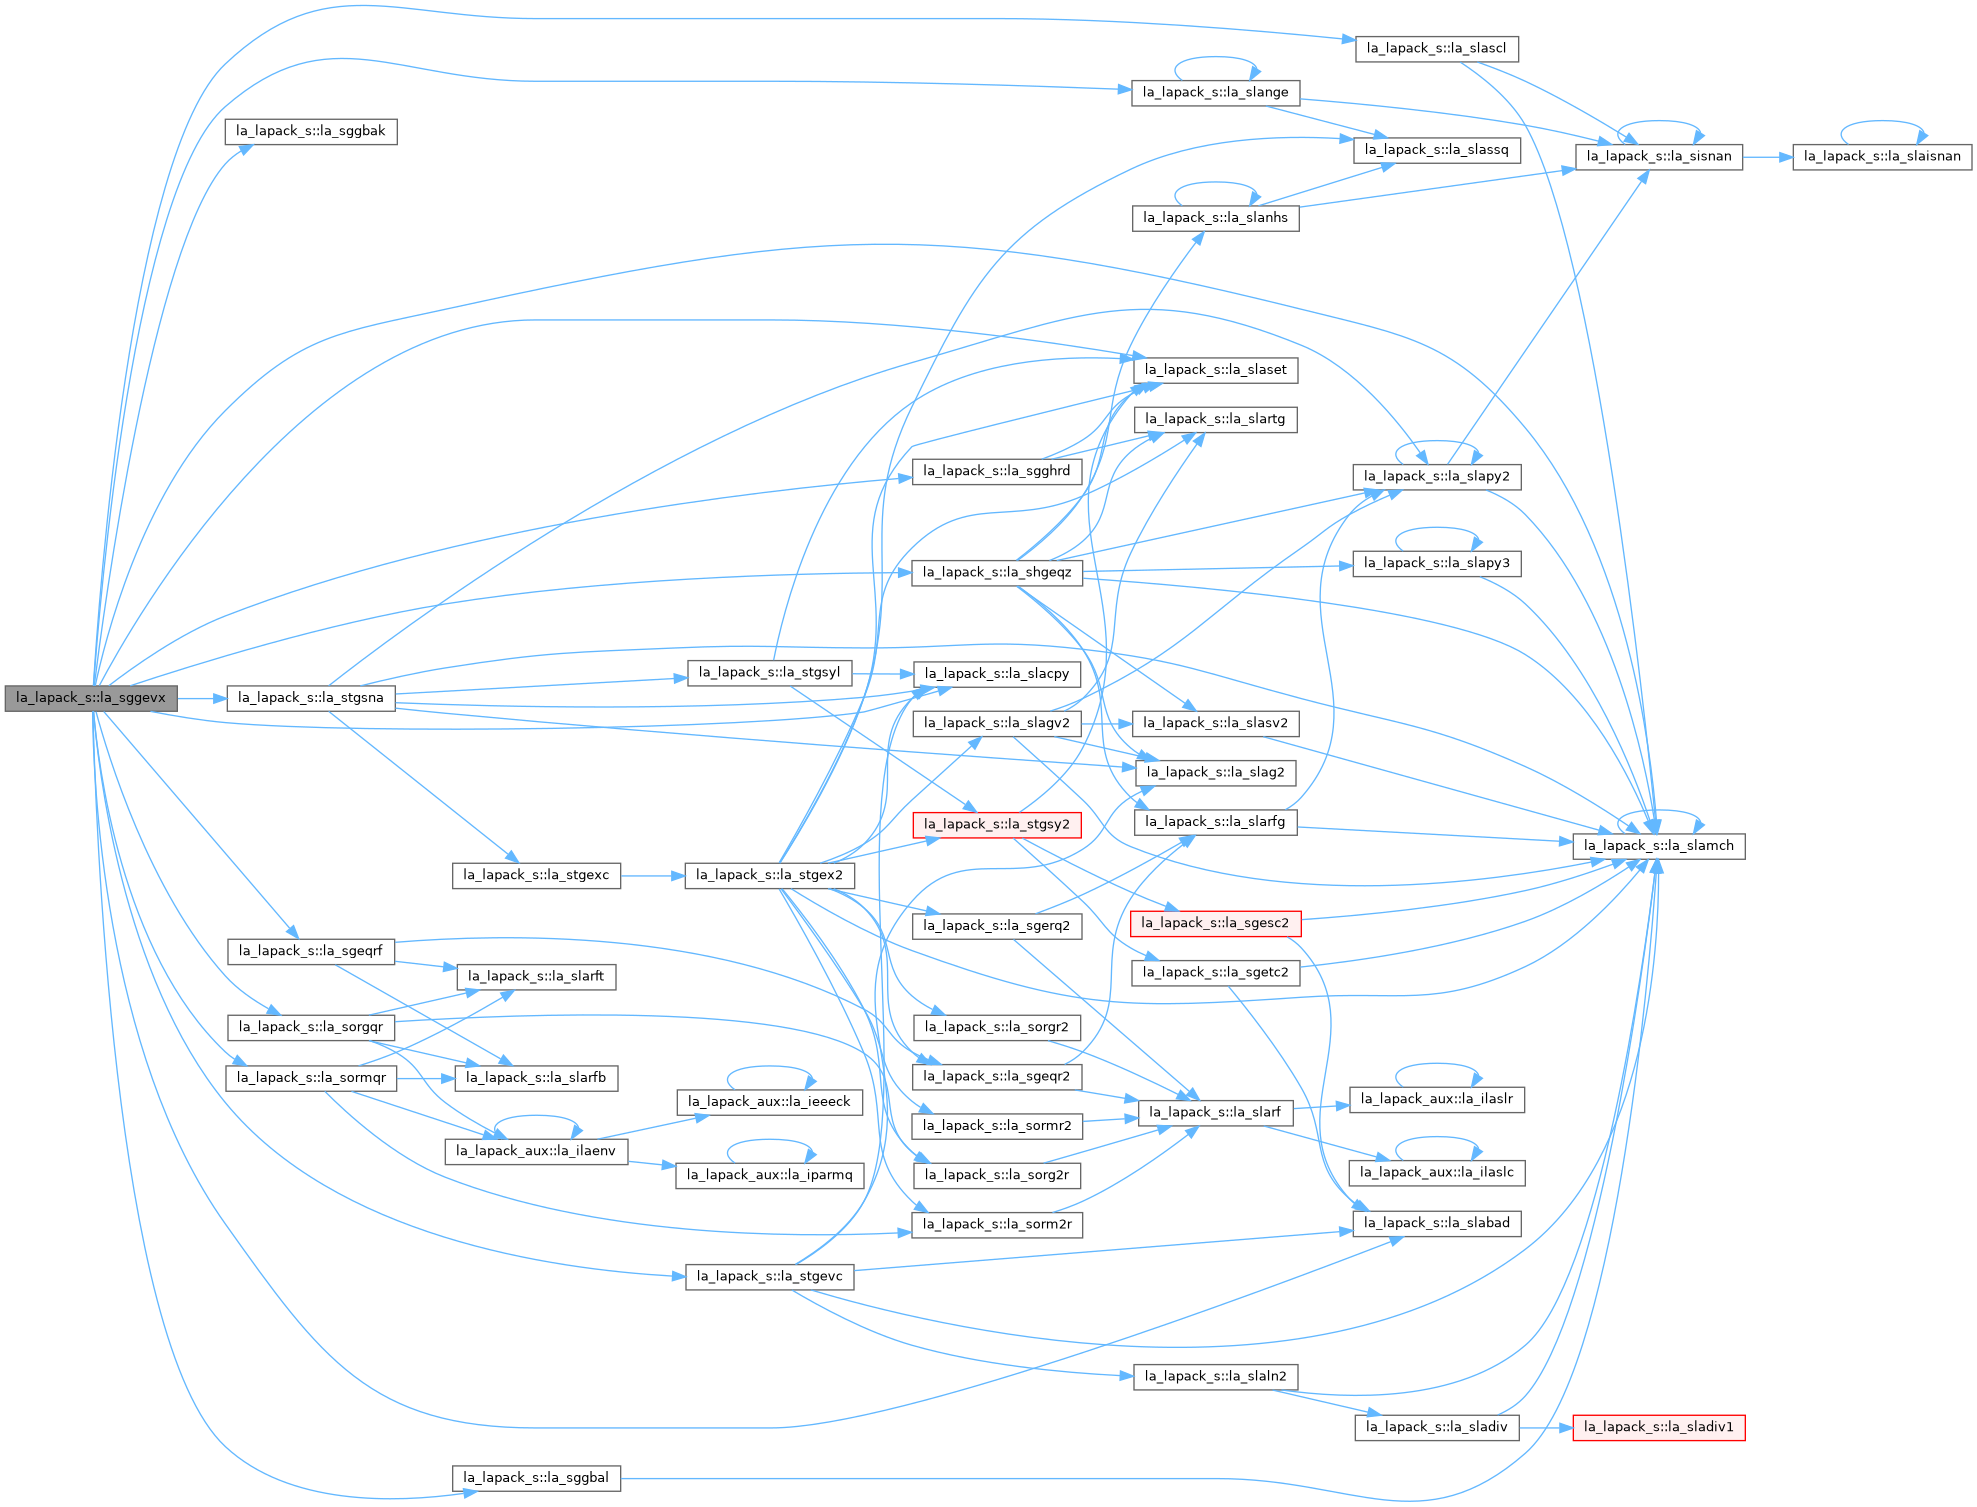 la_lapack_s::la_slascl
la_lapack_s::la_slange
la_lapack_s::la_sggbak
la_lapack_s::la_slassq
la_lapack_s::la_sisnan
la_lapack_s::la_slaisnan
la_lapack_s::la_slanhs
la_lapack_s::la_slaset
la_lapack_s::la_slartg
la_lapack_s::la_sgghrd
la_lapack_s::la_slapy2
la_lapack_s::la_slapy3
la_lapack_s::la_shgeqz
la_lapack_s::la_stgsyl
la_lapack_s::la_slacpy
la_lapack_s::la_sggevx
la_lapack_s::la_stgsna
la_lapack_s::la_slagv2
la_lapack_s::la_slasv2
la_lapack_s::la_slag2
la_lapack_s::la_stgsy2
la_lapack_s::la_slarfg
la_lapack_s::la_slamch
la_lapack_s::la_stgexc
la_lapack_s::la_stgex2
la_lapack_s::la_sgerq2
la_lapack_s::la_sgesc2
la_lapack_s::la_sgeqrf
la_lapack_s::la_slarft
la_lapack_s::la_sgetc2
la_lapack_s::la_sorgqr
la_lapack_s::la_sorgr2
la_lapack_s::la_sormqr
la_lapack_s::la_slarfb
la_lapack_s::la_sgeqr2
la_lapack_aux::la_ieeeck
la_lapack_aux::la_ilaslr
la_lapack_s::la_slarf
la_lapack_s::la_sormr2
la_lapack_aux::la_ilaenv
la_lapack_aux::la_iparmq
la_lapack_s::la_sorg2r
la_lapack_aux::la_ilaslc
la_lapack_s::la_sorm2r
la_lapack_s::la_slabad
la_lapack_s::la_stgevc
la_lapack_s::la_slaln2
la_lapack_s::la_sladiv
la_lapack_s::la_sladiv1
la_lapack_s::la_sggbal